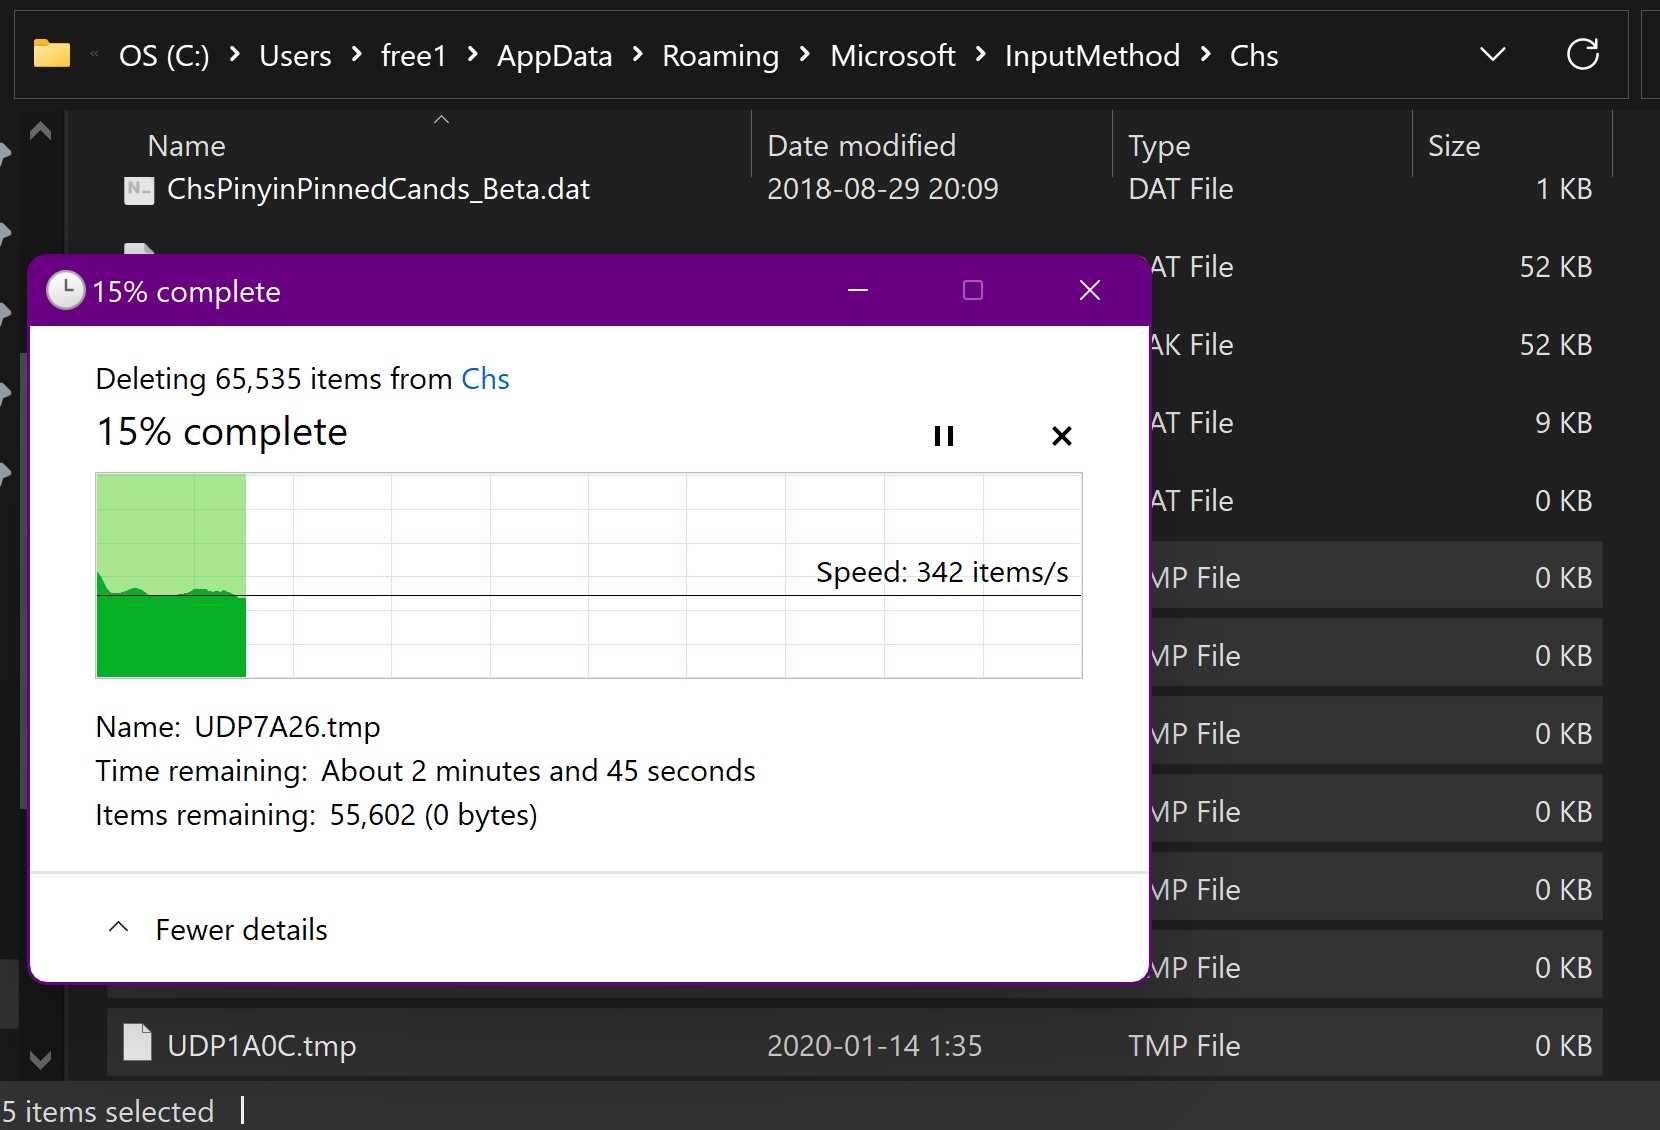 OS (C:) Users free1 AppData Roaming Microsoft InputMethod Chs
Name Date modified Type Size
ChsPinyinPinnedCands_Beta.dat 2018-08-29 20:09 DAT File 1 KB
AT File 52 KB
15% complete
AK File 52 KB
Deleting 65,535 items from Chs
15% complete
AT File 9 KB
AT File 0 KB
Speed: 342 items/s
MP File 0 KB
MP File 0 KB
Name: UDP7A26.tmp
MP File 0 KB
Time remaining: About 2 minutes and 45 seconds
Items remaining: 55,602 (0 bytes)
MP File 0 KB
MP File 0 KB
Fewer details
MP File 0 KB
UDP1A0C.tmp 2020-01-14 1:35 TMP File 0 KB
5 items selected